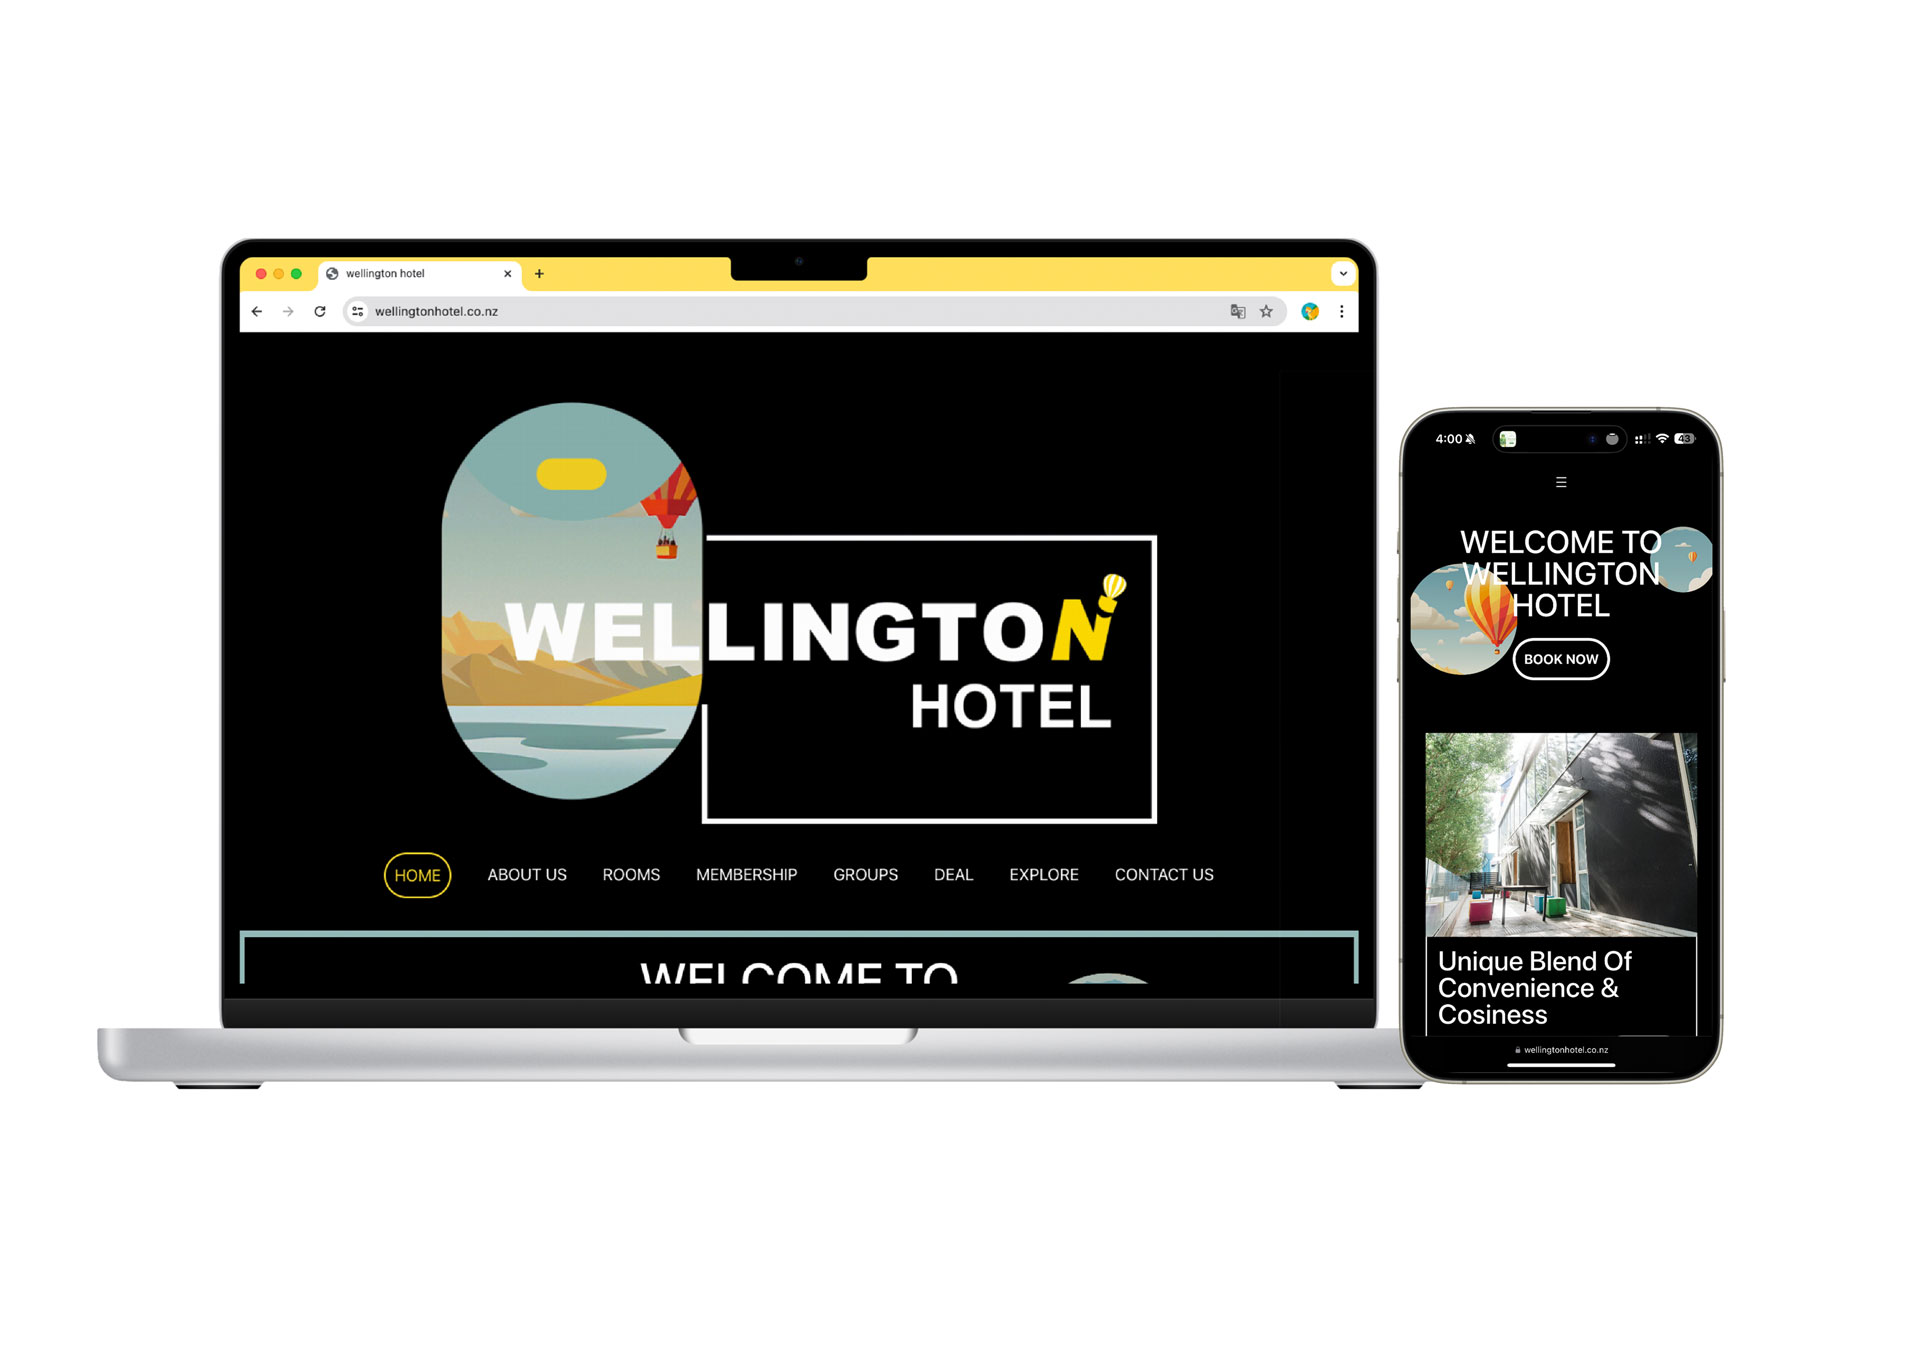 wellington hotel
wellingtonhotel.co.nz
WELLINGTON
HOTEL
HOME ABOUT US ROOMS MEMBERSHIP GROUPS DEAL EXPLORE CONTACT US
WELCOME TO
4:00
43
WELCOME TO
WELLINGTON
HOTEL
BOOK NOW
Unique Blend Of
Convenience &
Cosiness
wellingtonhotel.co.nz